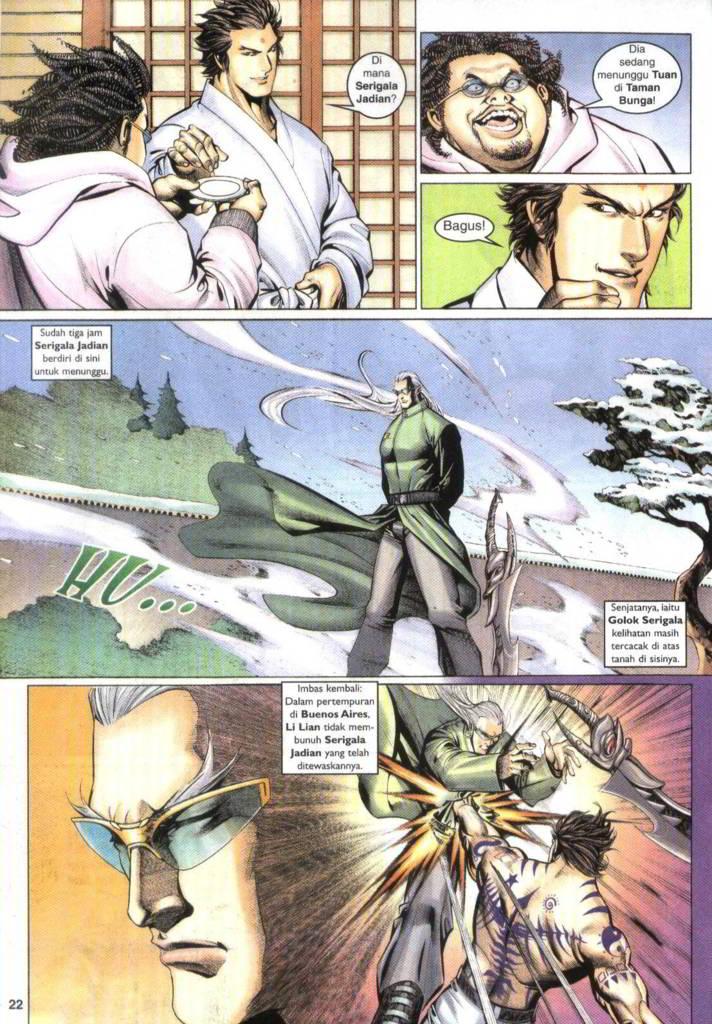 Di
mana
Serigala
Jadian?
Dia
sedang
menunggu Tuan
di Taman
Bunga!
Bagus!
Sudah tiga jam
Serigala Jadian
berdiri di sini
untuk menunggu.
HU...
Senjatanya, iaitu
Golok Serigala
kelihatan masih
tercacak di atas
tanah di sisinya.
Imbas kembali:
Dalam pertempuran
di Buenos Aires,
Li Lian tidak mem-
bunuh Serigala
Jadian yang telah
ditewaskannya.
22